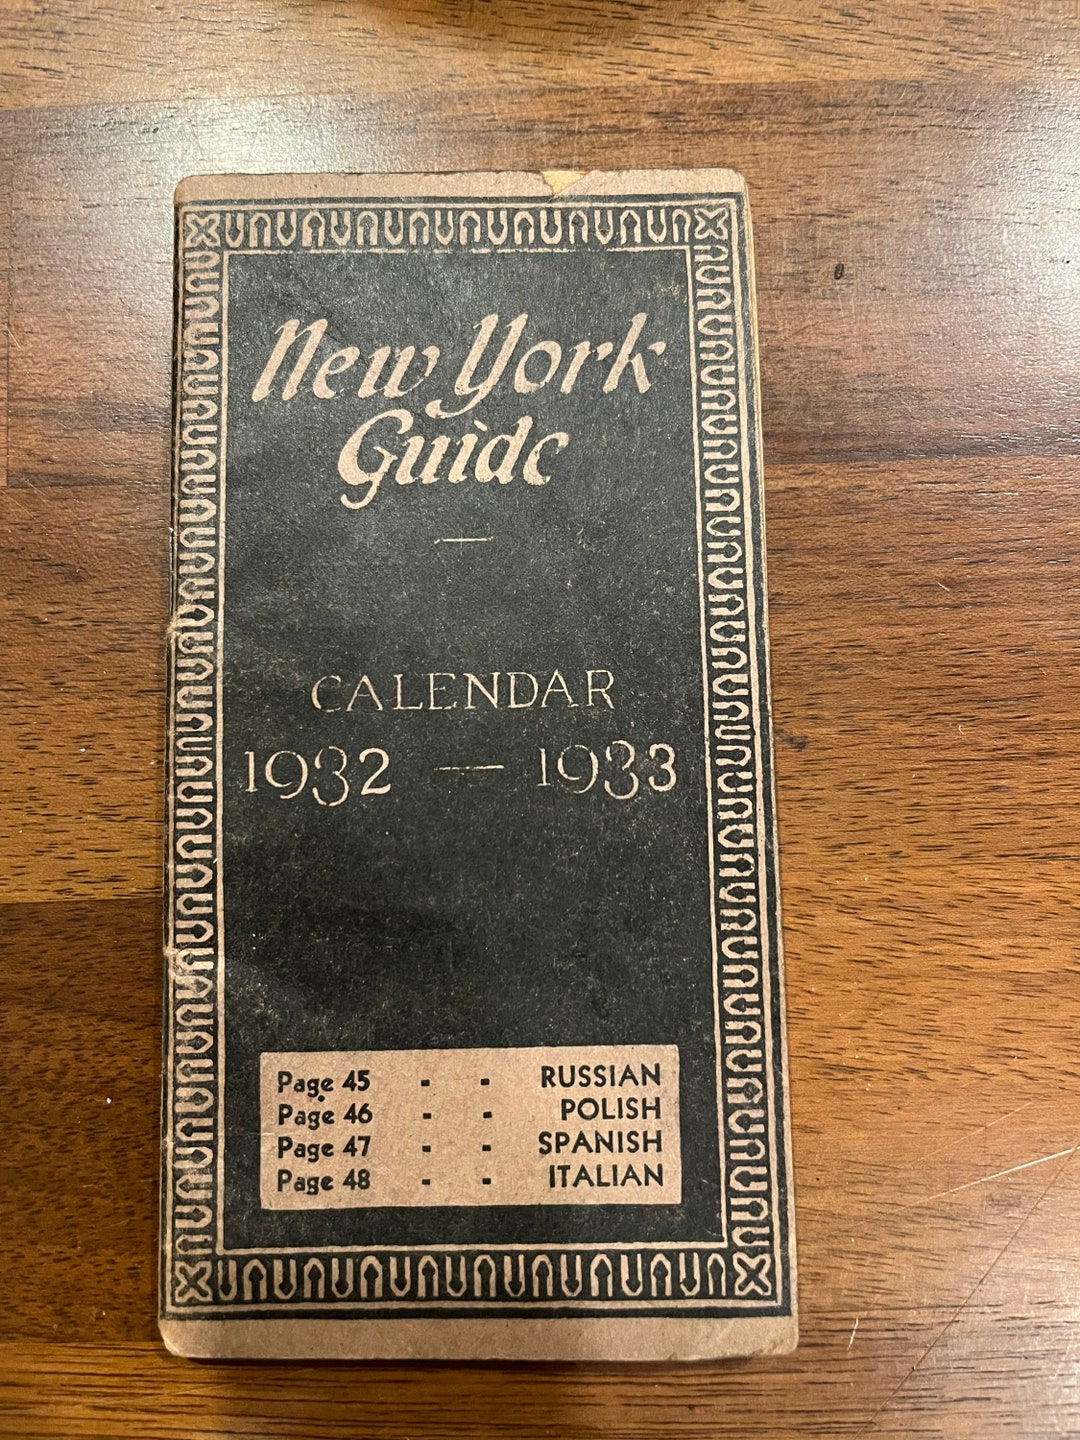 New York
Guide
CALENDAR
1932 — 1933
Page 45 - - RUSSIAN
Page 46 - - POLISH
Page 47 - - SPANISH
Page 48 - - ITALIAN